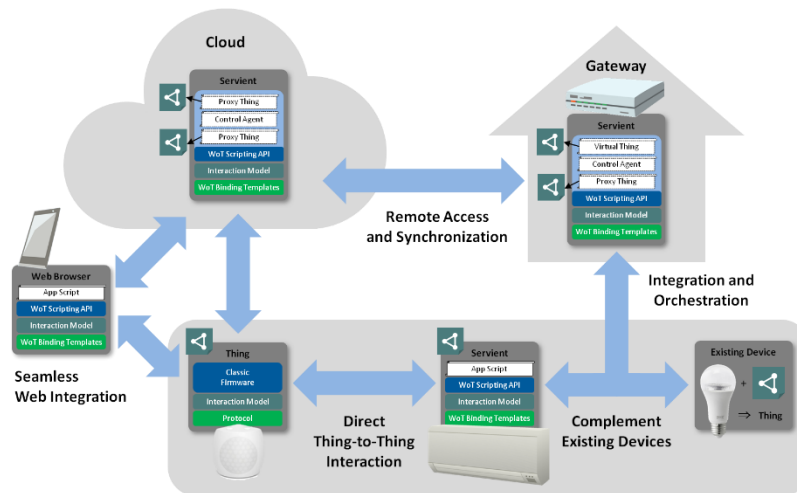 Cloud
Servient
Proxy Thing
Control Agent
Proxy Thing
WoT Scripting API
Interaction Model
WoT Binding Templates
Gateway
Servient
Virtual Thing
Control Agent
Proxy Thing
WoT Scripting API
Interaction Model
WoT Binding Templates
Remote Access
and Synchronization
Web Browser
App Script
WoT Scripting API
Interaction Model
WoT Binding Templates
Seamless
Web Integration
Integration and
Orchestration
Thing
Classic
Firmware
Interaction Model
Protocol
Direct
Thing-to-Thing
Interaction
Servient
App Script
WoT Scripting API
Interaction Model
WoT Binding Templates
Complement
Existing Devices
Existing Device
+
⇒ Thing